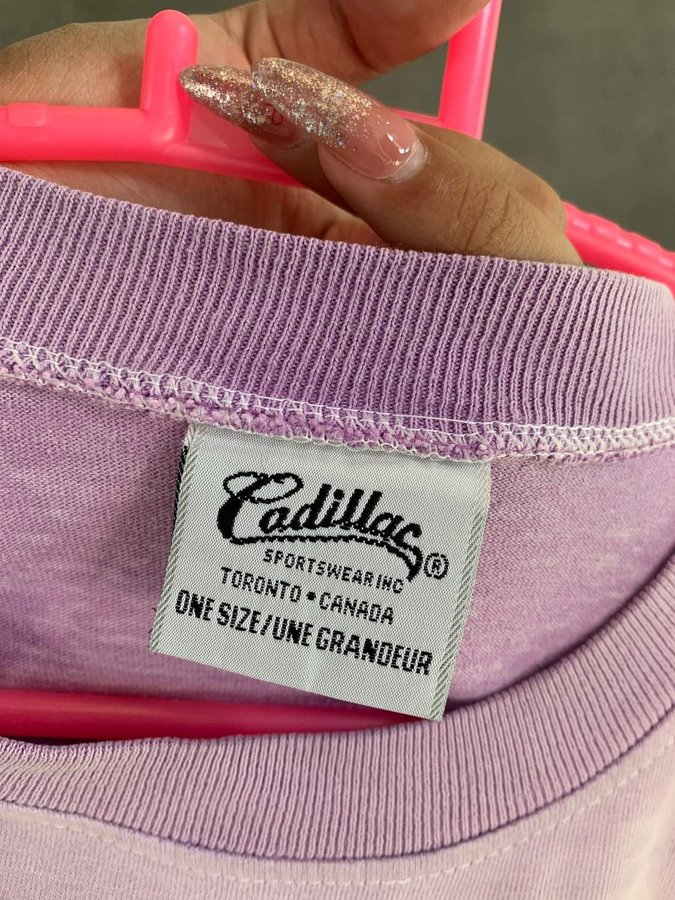 Cadillac ®
SPORTSWEAR INC
TORONTO • CANADA
ONE SIZE/UNE GRANDEUR